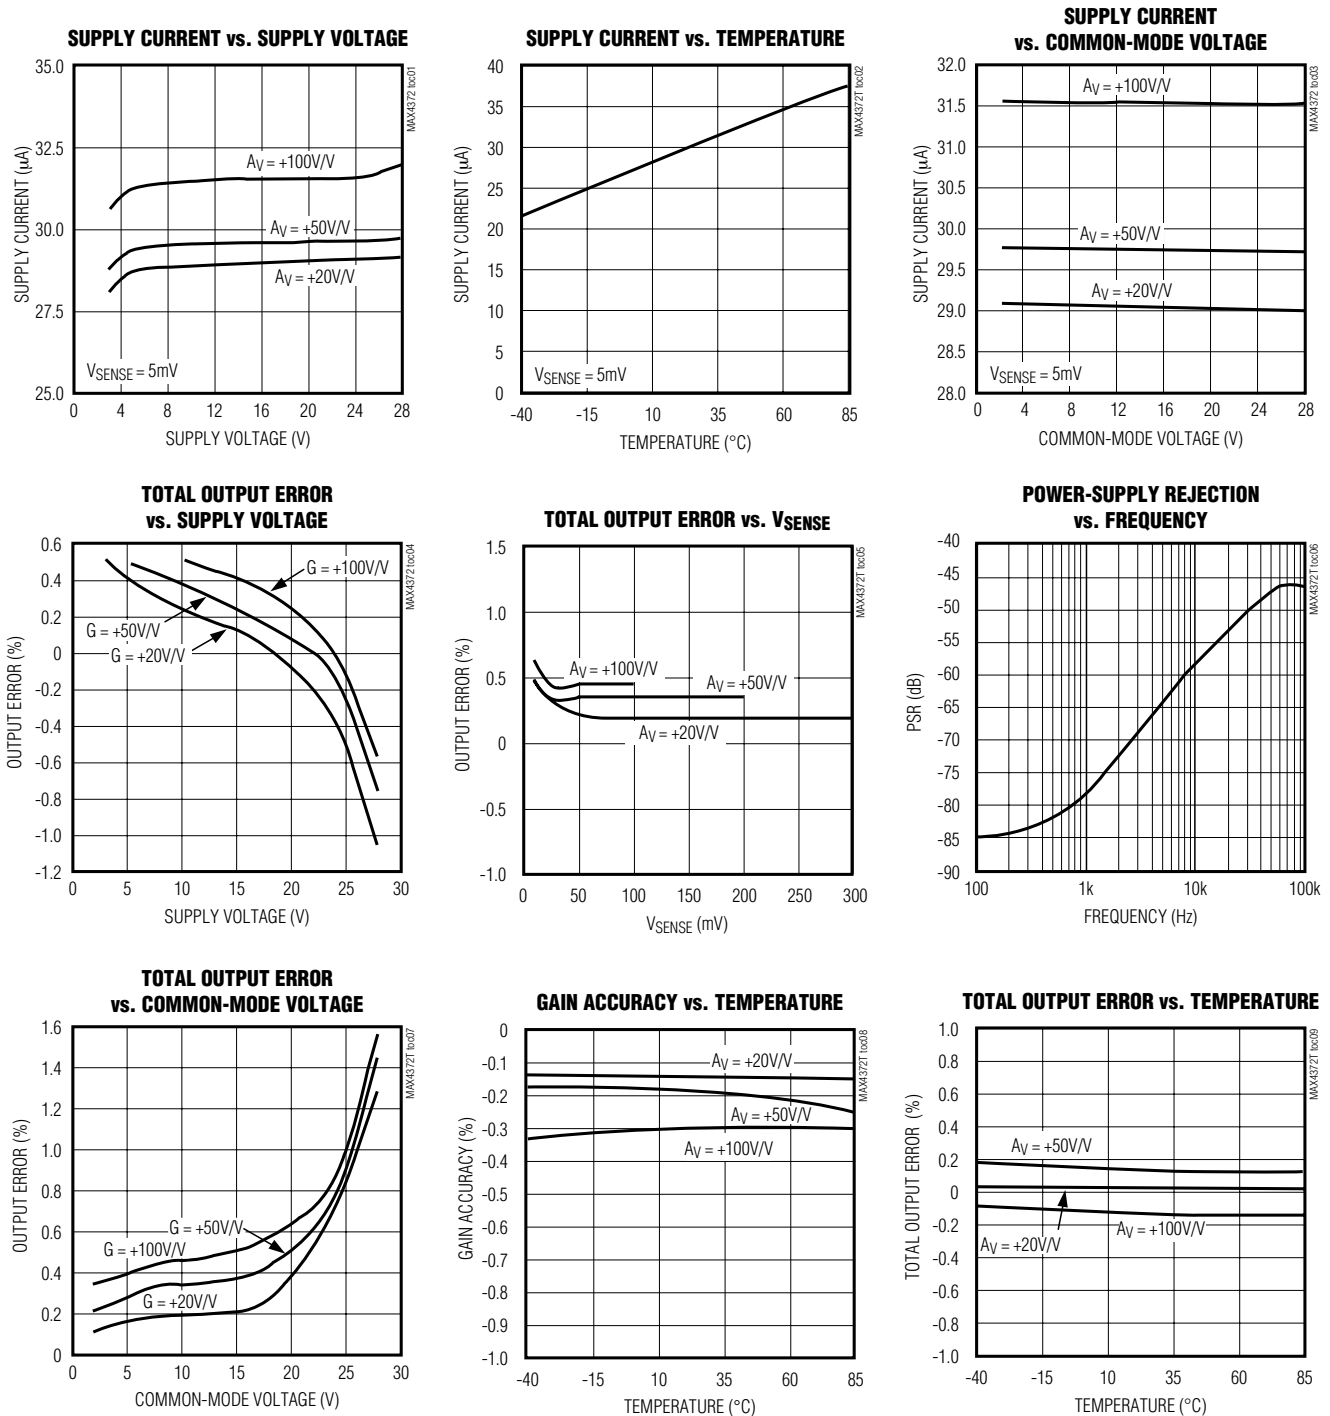 SUPPLY CURRENT vs. SUPPLY VOLTAGE
MAX4372 toc01
SUPPLY CURRENT (µA)
35.0
32.5
30.0
27.5
25.0
AV = +100V/V
AV = +50V/V
AV = +20V/V
VSENSE = 5mV
0 4 8 12 16 20 24 28
SUPPLY VOLTAGE (V)
SUPPLY CURRENT vs. TEMPERATURE
MAX4372T toc02
SUPPLY CURRENT (µA)
40
35
30
25
20
15
10
5
0
VSENSE = 5mV
-40 -15 10 35 60 85
TEMPERATURE (°C)
SUPPLY CURRENT
vs. COMMON-MODE VOLTAGE
MAX4372 toc03
SUPPLY CURRENT (µA)
32.0
31.5
31.0
30.5
30.0
29.5
29.0
28.5
28.0
AV = +100V/V
AV = +50V/V
AV = +20V/V
VSENSE = 5mV
0 4 8 12 16 20 24 28
COMMON-MODE VOLTAGE (V)
TOTAL OUTPUT ERROR
vs. SUPPLY VOLTAGE
MAX4372 toc04
OUTPUT ERROR (%)
0.6
0.4
0.2
0
-0.2
-0.4
-0.6
-0.8
-1.0
-1.2
G = +100V/V
G = +50V/V
G = +20V/V
0 5 10 15 20 25 30
SUPPLY VOLTAGE (V)
TOTAL OUTPUT ERROR vs. VSENSE
MAX4372T toc05
OUTPUT ERROR (%)
1.5
1.0
0.5
0
-0.5
-1.0
AV = +100V/V
AV = +50V/V
AV = +20V/V
0 50 100 150 200 250 300
VSENSE (mV)
POWER-SUPPLY REJECTION
vs. FREQUENCY
MAX4372T toc06
PSR (dB)
-40
-45
-50
-55
-60
-65
-70
-75
-80
-85
-90
100 1k 10k 100k
FREQUENCY (Hz)
TOTAL OUTPUT ERROR
vs. COMMON-MODE VOLTAGE
MAX4372T toc07
OUTPUT ERROR (%)
1.6
1.4
1.2
1.0
0.8
0.6
0.4
0.2
0
G = +50V/V
G = +100V/V
G = +20V/V
0 5 10 15 20 25 30
COMMON-MODE VOLTAGE (V)
GAIN ACCURACY vs. TEMPERATURE
MAX4372T toc08
GAIN ACCURACY (%)
0
-0.1
-0.2
-0.3
-0.4
-0.5
-0.6
-0.7
-0.8
-0.9
-1.0
AV = +20V/V
AV = +50V/V
AV = +100V/V
-40 -15 10 35 60 85
TEMPERATURE (°C)
TOTAL OUTPUT ERROR vs. TEMPERATURE
MAX4372T toc09
TOTAL OUTPUT ERROR (%)
1.0
0.8
0.6
0.4
0.2
0
-0.2
-0.4
-0.6
-0.8
-1.0
AV = +50V/V
AV = +100V/V
AV = +20V/V
-40 -15 10 35 60 85
TEMPERATURE (°C)